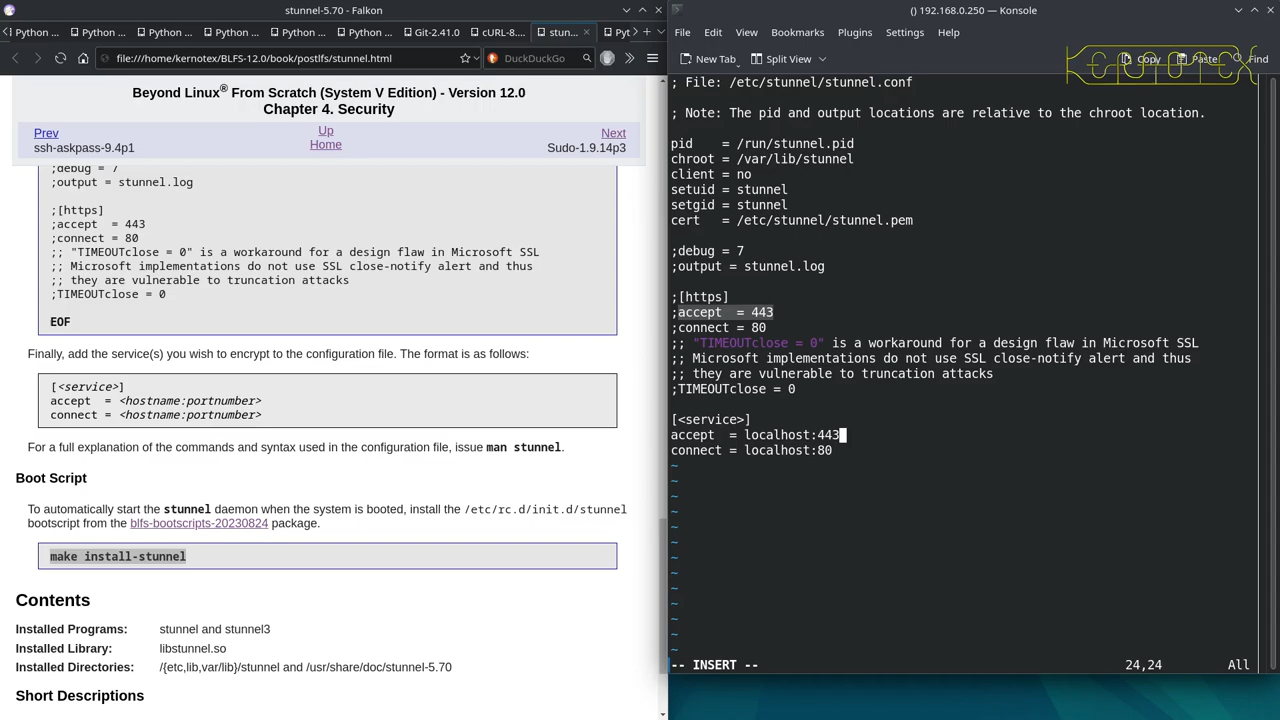 stunnel-5.70 — Falkon
Python ...
Python ...
Python ...
Python ...
Python ...
Git-2.41.0
cURL-8....
stun...
Pyt
file:///home/kernotex/BLFS-12.0/book/postlfs/stunnel.html
DuckDuckGo
Beyond Linux® From Scratch (System V Edition) - Version 12.0
Chapter 4. Security
Prev
Up
Next
ssh-askpass-9.4p1
Home
Sudo-1.9.14p3
;debug = 7
;output = stunnel.log
;[https]
;accept  = 443
;connect = 80
;; "TIMEOUTclose = 0" is a workaround for a design flaw in Microsoft SSL
;; Microsoft implementations do not use SSL close-notify alert and thus
;; they are vulnerable to truncation attacks
;TIMEOUTclose = 0
EOF
Finally, add the service(s) you wish to encrypt to the configuration file. The format is as follows:
[<service>]
accept  = <hostname:portnumber>
connect = <hostname:portnumber>
For a full explanation of the commands and syntax used in the configuration file, issue man stunnel.
Boot Script
To automatically start the stunnel daemon when the system is booted, install the /etc/rc.d/init.d/stunnel
bootscript from the blfs-bootscripts-20230824 package.
make install-stunnel
Contents
Installed Programs: stunnel and stunnel3
Installed Library: libstunnel.so
Installed Directories: /{etc,lib,var/lib}/stunnel and /usr/share/doc/stunnel-5.70
Short Descriptions
() 192.168.0.250 — Konsole
File Edit View Bookmarks Plugins Settings Help
New Tab Split View Copy Paste Find
Kernotex
; File: /etc/stunnel/stunnel.conf
; Note: The pid and output locations are relative to the chroot location.
pid    = /run/stunnel.pid
chroot = /var/lib/stunnel
client = no
setuid = stunnel
setgid = stunnel
cert   = /etc/stunnel/stunnel.pem
;debug = 7
;output = stunnel.log
;[https]
;accept  = 443
;connect = 80
;; "TIMEOUTclose = 0" is a workaround for a design flaw in Microsoft SSL
;; Microsoft implementations do not use SSL close-notify alert and thus
;; they are vulnerable to truncation attacks
;TIMEOUTclose = 0
[<service>]
accept  = localhost:443
connect = localhost:80
~
~
~
~
~
~
~
~
~
~
~
~
~
-- INSERT -- 24,24 All